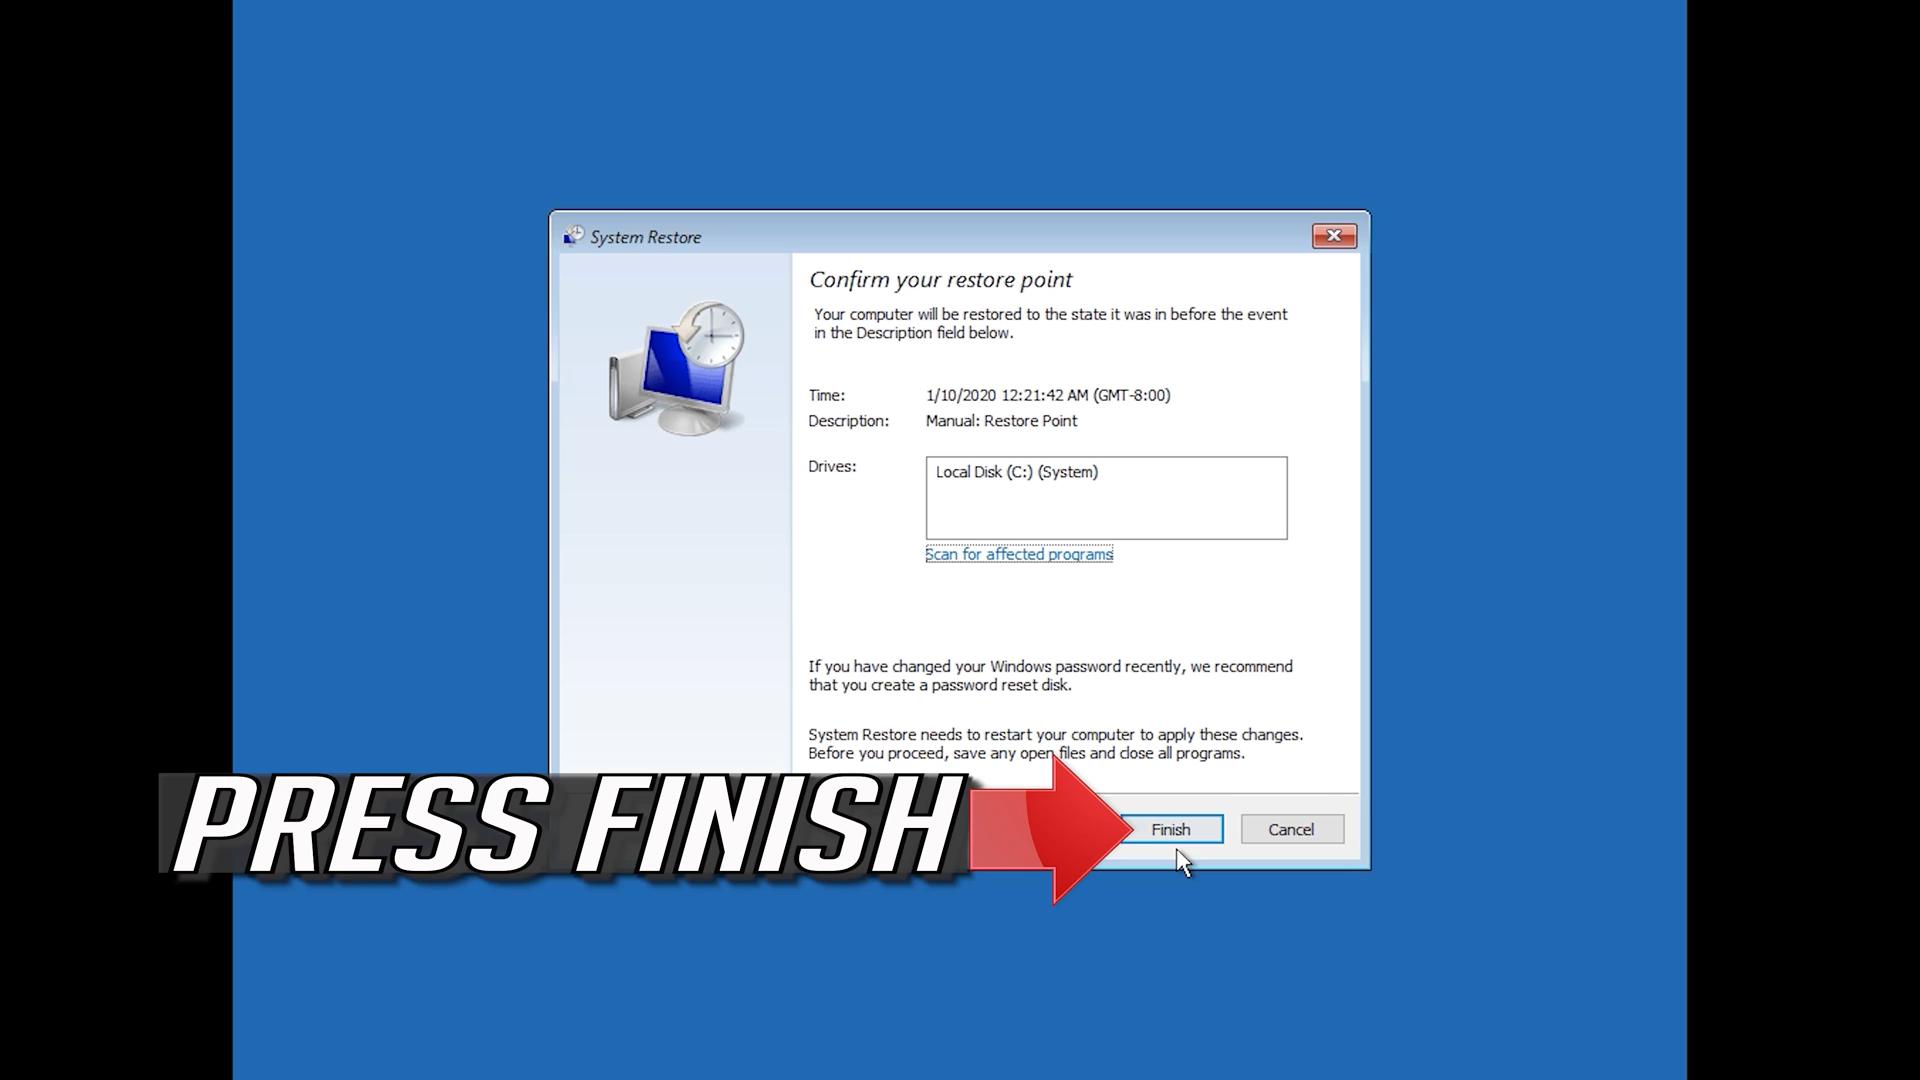 System Restore
Confirm your restore point
Your computer will be restored to the state it was in before the event
in the Description field below.
Time: 1/10/2020 12:21:42 AM (GMT-8:00)
Description: Manual: Restore Point
Drives: Local Disk (C:) (System)
Scan for affected programs
If you have changed your Windows password recently, we recommend
that you create a password reset disk.
System Restore needs to restart your computer to apply these changes.
Before you proceed, save any open files and close all programs.
PRESS FINISH
Finish Cancel